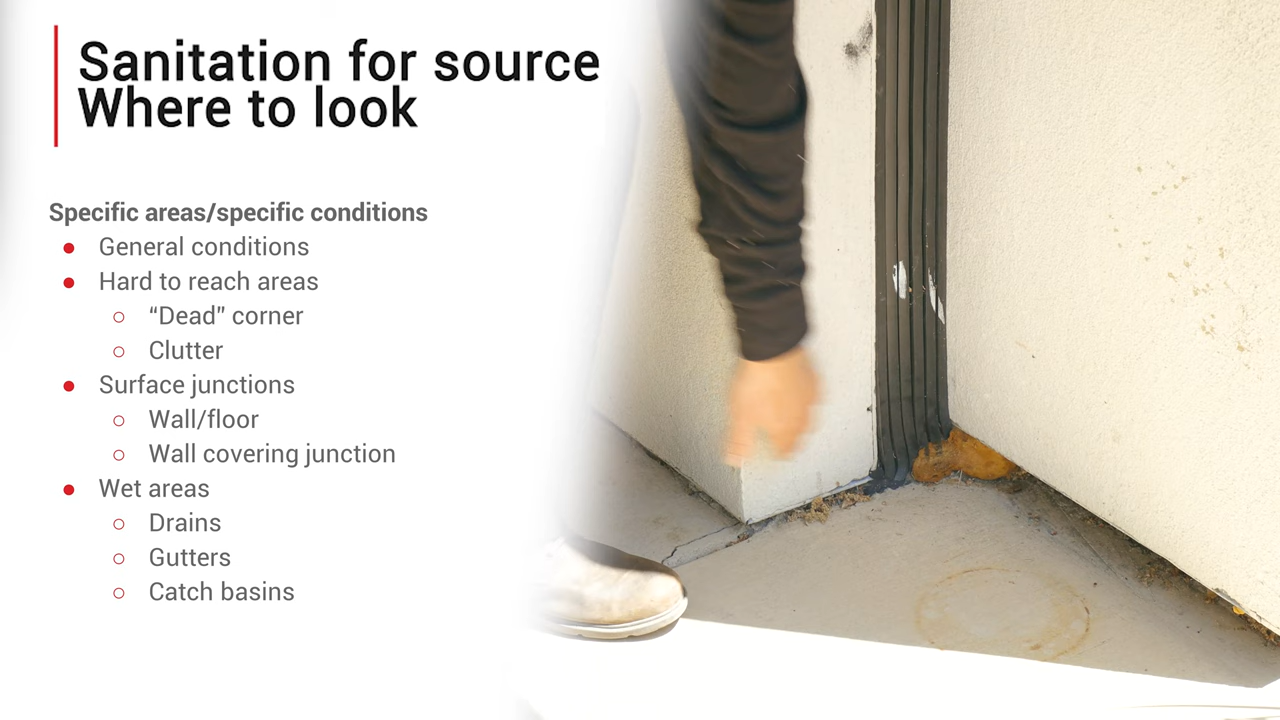 Sanitation for source
Where to look
Specific areas/specific conditions
● General conditions
● Hard to reach areas
○ “Dead” corner
○ Clutter
● Surface junctions
○ Wall/floor
○ Wall covering junction
● Wet areas
○ Drains
○ Gutters
○ Catch basins